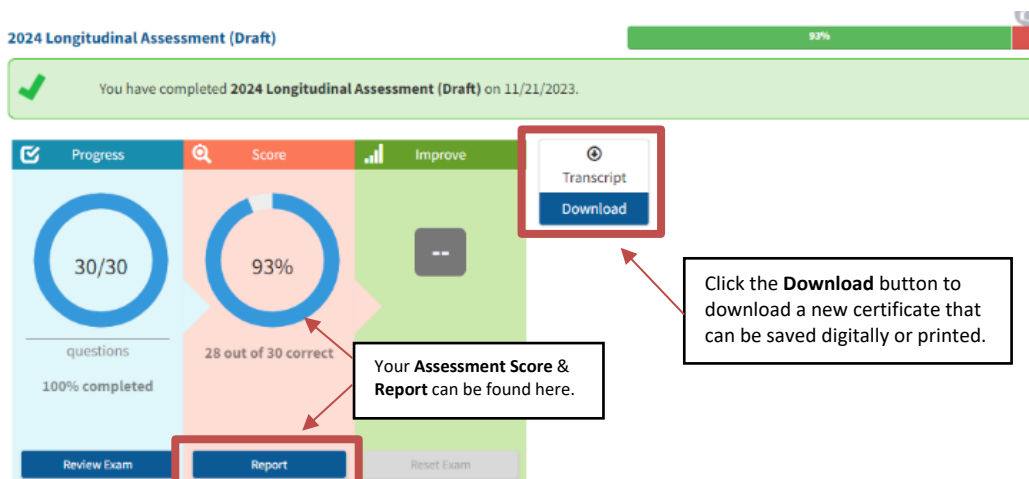 2024 Longitudinal Assessment (Draft)
93%
You have completed 2024 Longitudinal Assessment (Draft) on 11/21/2023.
Progress
Score
Improve
Transcript
Download
30/30
93%
--
questions
28 out of 30 correct
100% completed
Click the Download button to
download a new certificate that
can be saved digitally or printed.
Your Assessment Score &
Report can be found here.
Review Exam
Report
Reset Exam